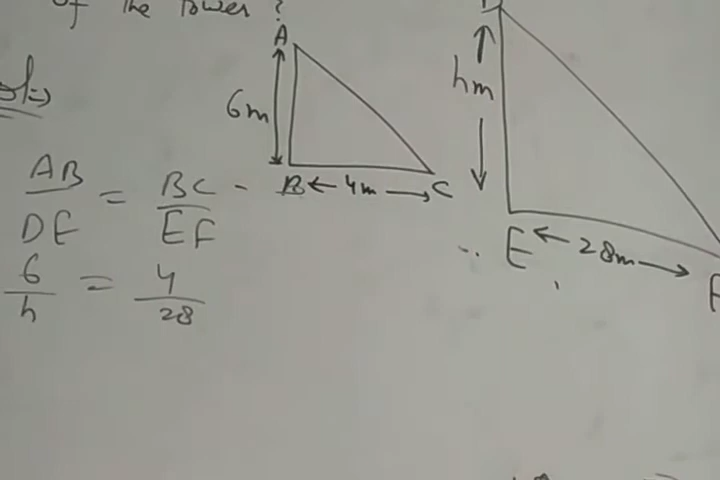 of the tower ?
Sol:-)
A
6m
B ← 4m → C
hm
E ← 28m → F
AB/DE = BC/EF -
6/h = 4/28